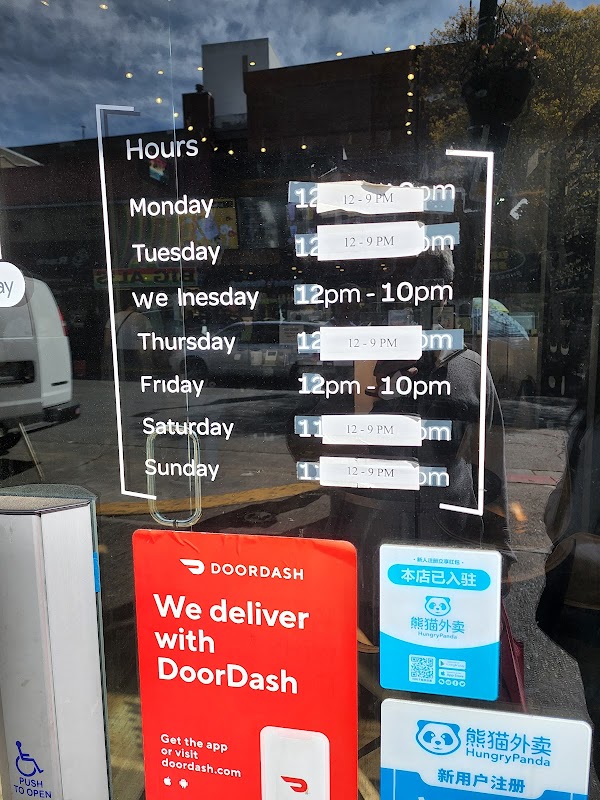 Hours
Monday 12 - 9 PM
Tuesday 12 - 9 PM
We lnesday 12pm - 10pm
Thursday 12 - 9 PM
Friday 12pm - 10pm
Saturday 12 - 9 PM
Sunday 12 - 9 PM
ay
DOORDASH
We deliver
with
DoorDash
Get the app
or visit
doordash.com
本店已入驻
熊猫外卖
HungryPanda
熊猫外卖
HungryPanda
新用户注册
PUSH
TO OPEN